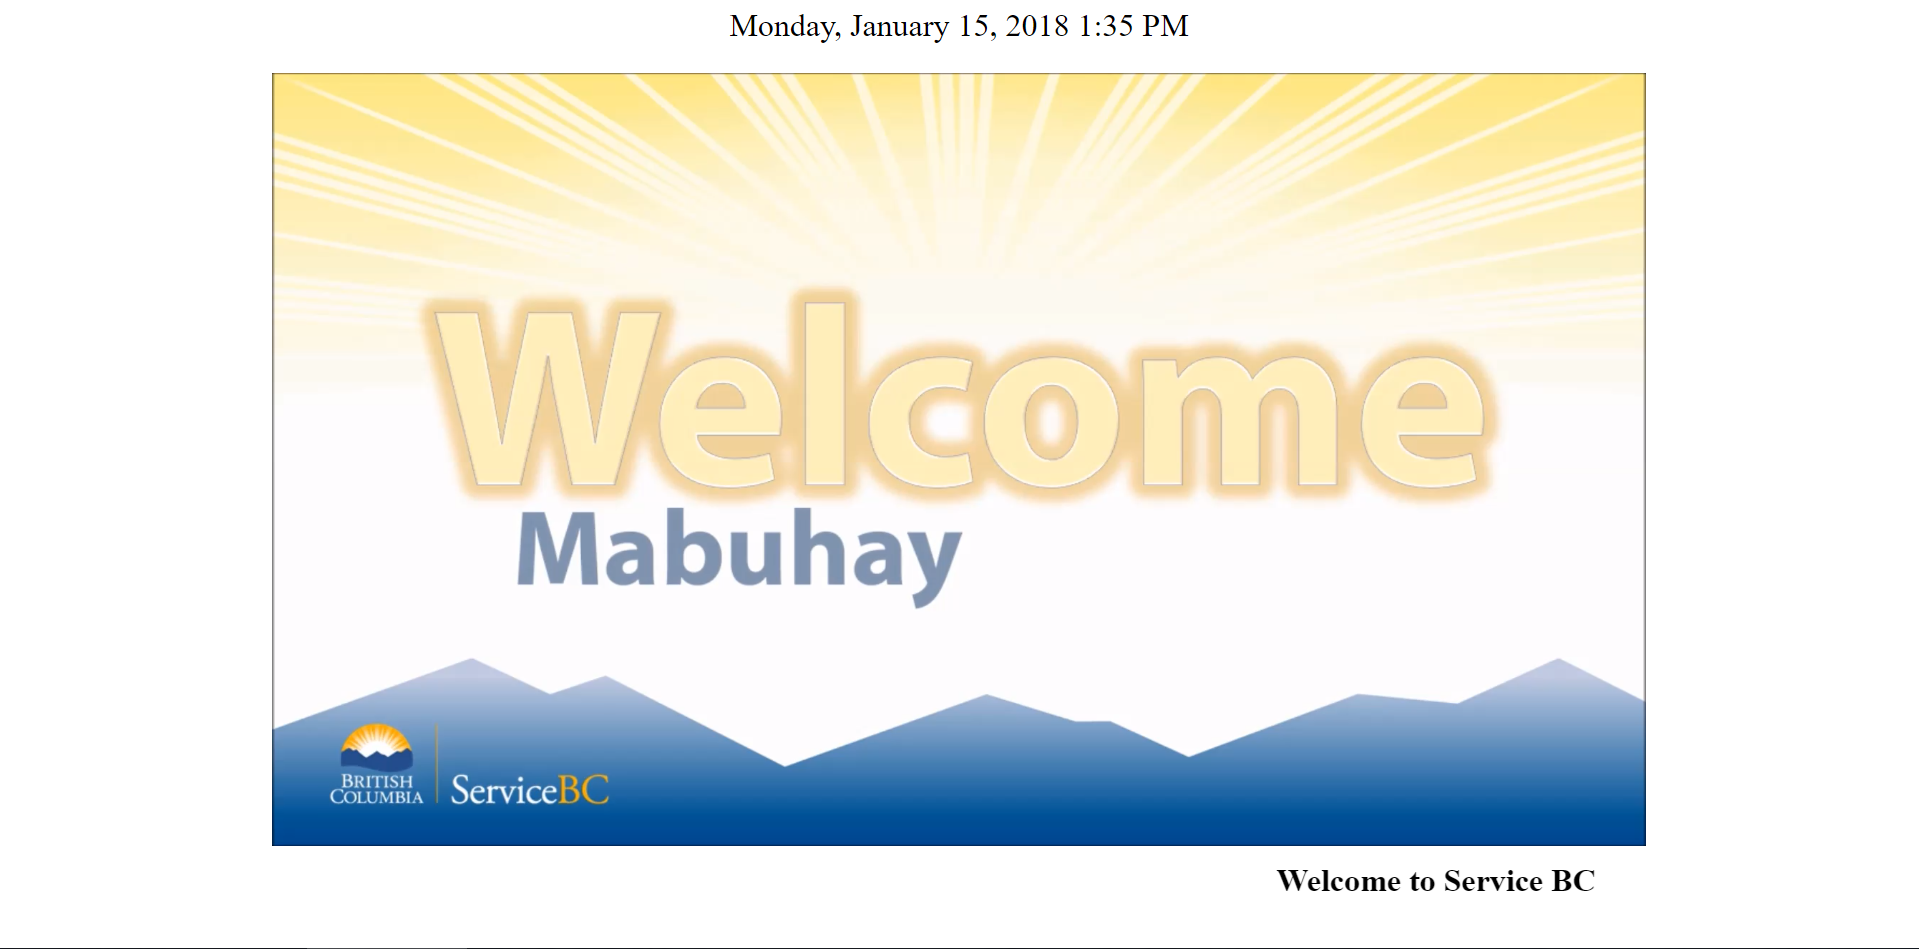 Monday, January 15, 2018 1:35 PM
Welcome
Mabuhay
BRITISH
COLUMBIA
ServiceBC
Welcome to Service BC